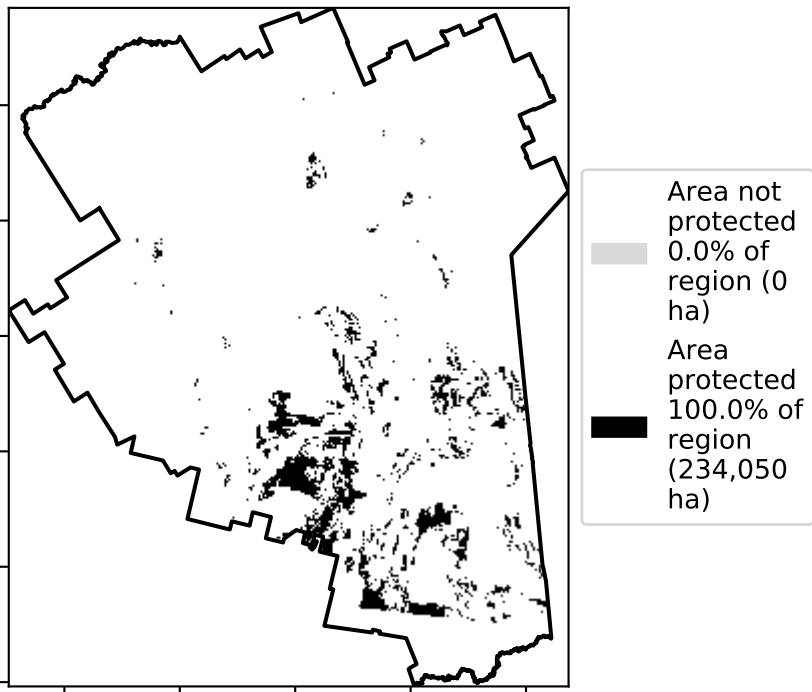 Area not
protected
0.0% of
region (0
ha)
Area
protected
100.0% of
region
(234,050
ha)